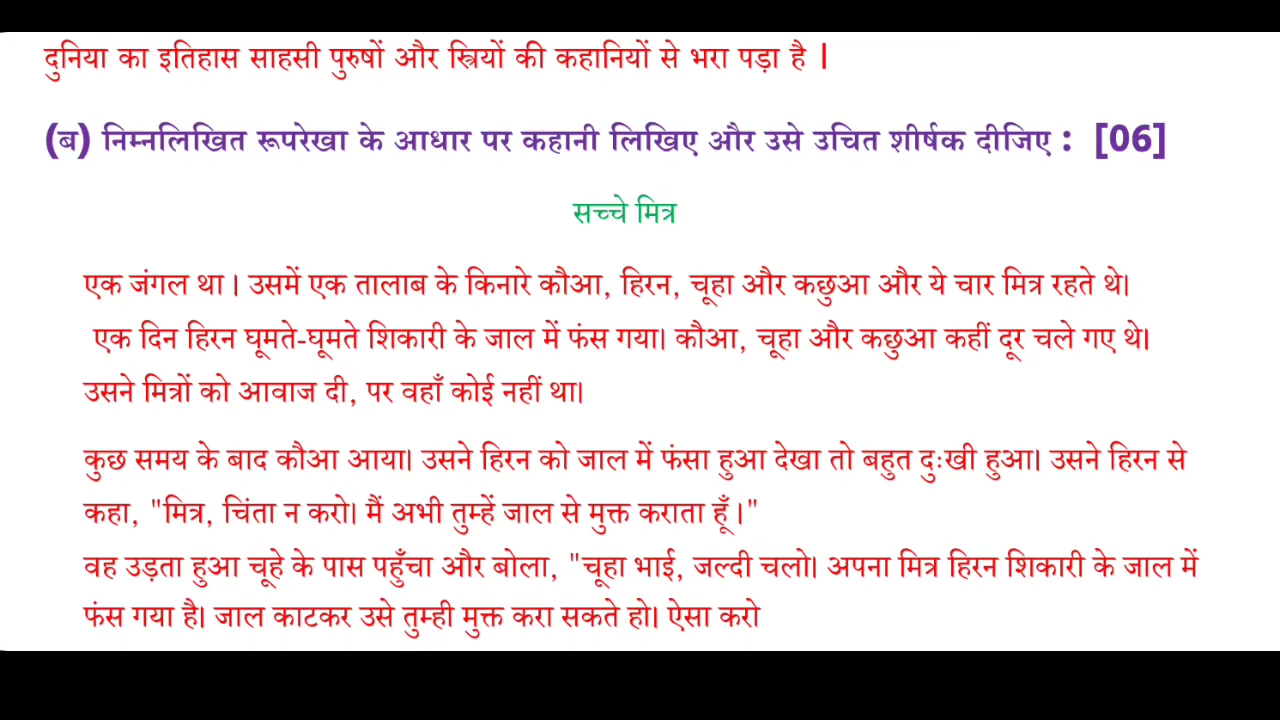 दुनिया का इतिहास साहसी पुरुषों और स्त्रियों की कहानियों से भरा पड़ा है |
(ब) निम्नलिखित रूपरेखा के आधार पर कहानी लिखिए और उसे उचित शीर्षक दीजिए : [06]
सच्चे मित्र
एक जंगल था। उसमें एक तालाब के किनारे कौआ, हिरन, चूहा और कछुआ और ये चार मित्र रहते थे।
एक दिन हिरन घूमते-घूमते शिकारी के जाल में फंस गया। कौआ, चूहा और कछुआ कहीं दूर चले गए थे।
उसने मित्रों को आवाज दी, पर वहाँ कोई नहीं था।
कुछ समय के बाद कौआ आया। उसने हिरन को जाल में फंसा हुआ देखा तो बहुत दुःखी हुआ। उसने हिरन से
कहा, "मित्र, चिंता न करो। मैं अभी तुम्हें जाल से मुक्त कराता हूँ।"
वह उड़ता हुआ चूहे के पास पहुँचा और बोला, "चूहा भाई, जल्दी चलो। अपना मित्र हिरन शिकारी के जाल में
फंस गया है। जाल काटकर उसे तुम्ही मुक्त करा सकते हो। ऐसा करो